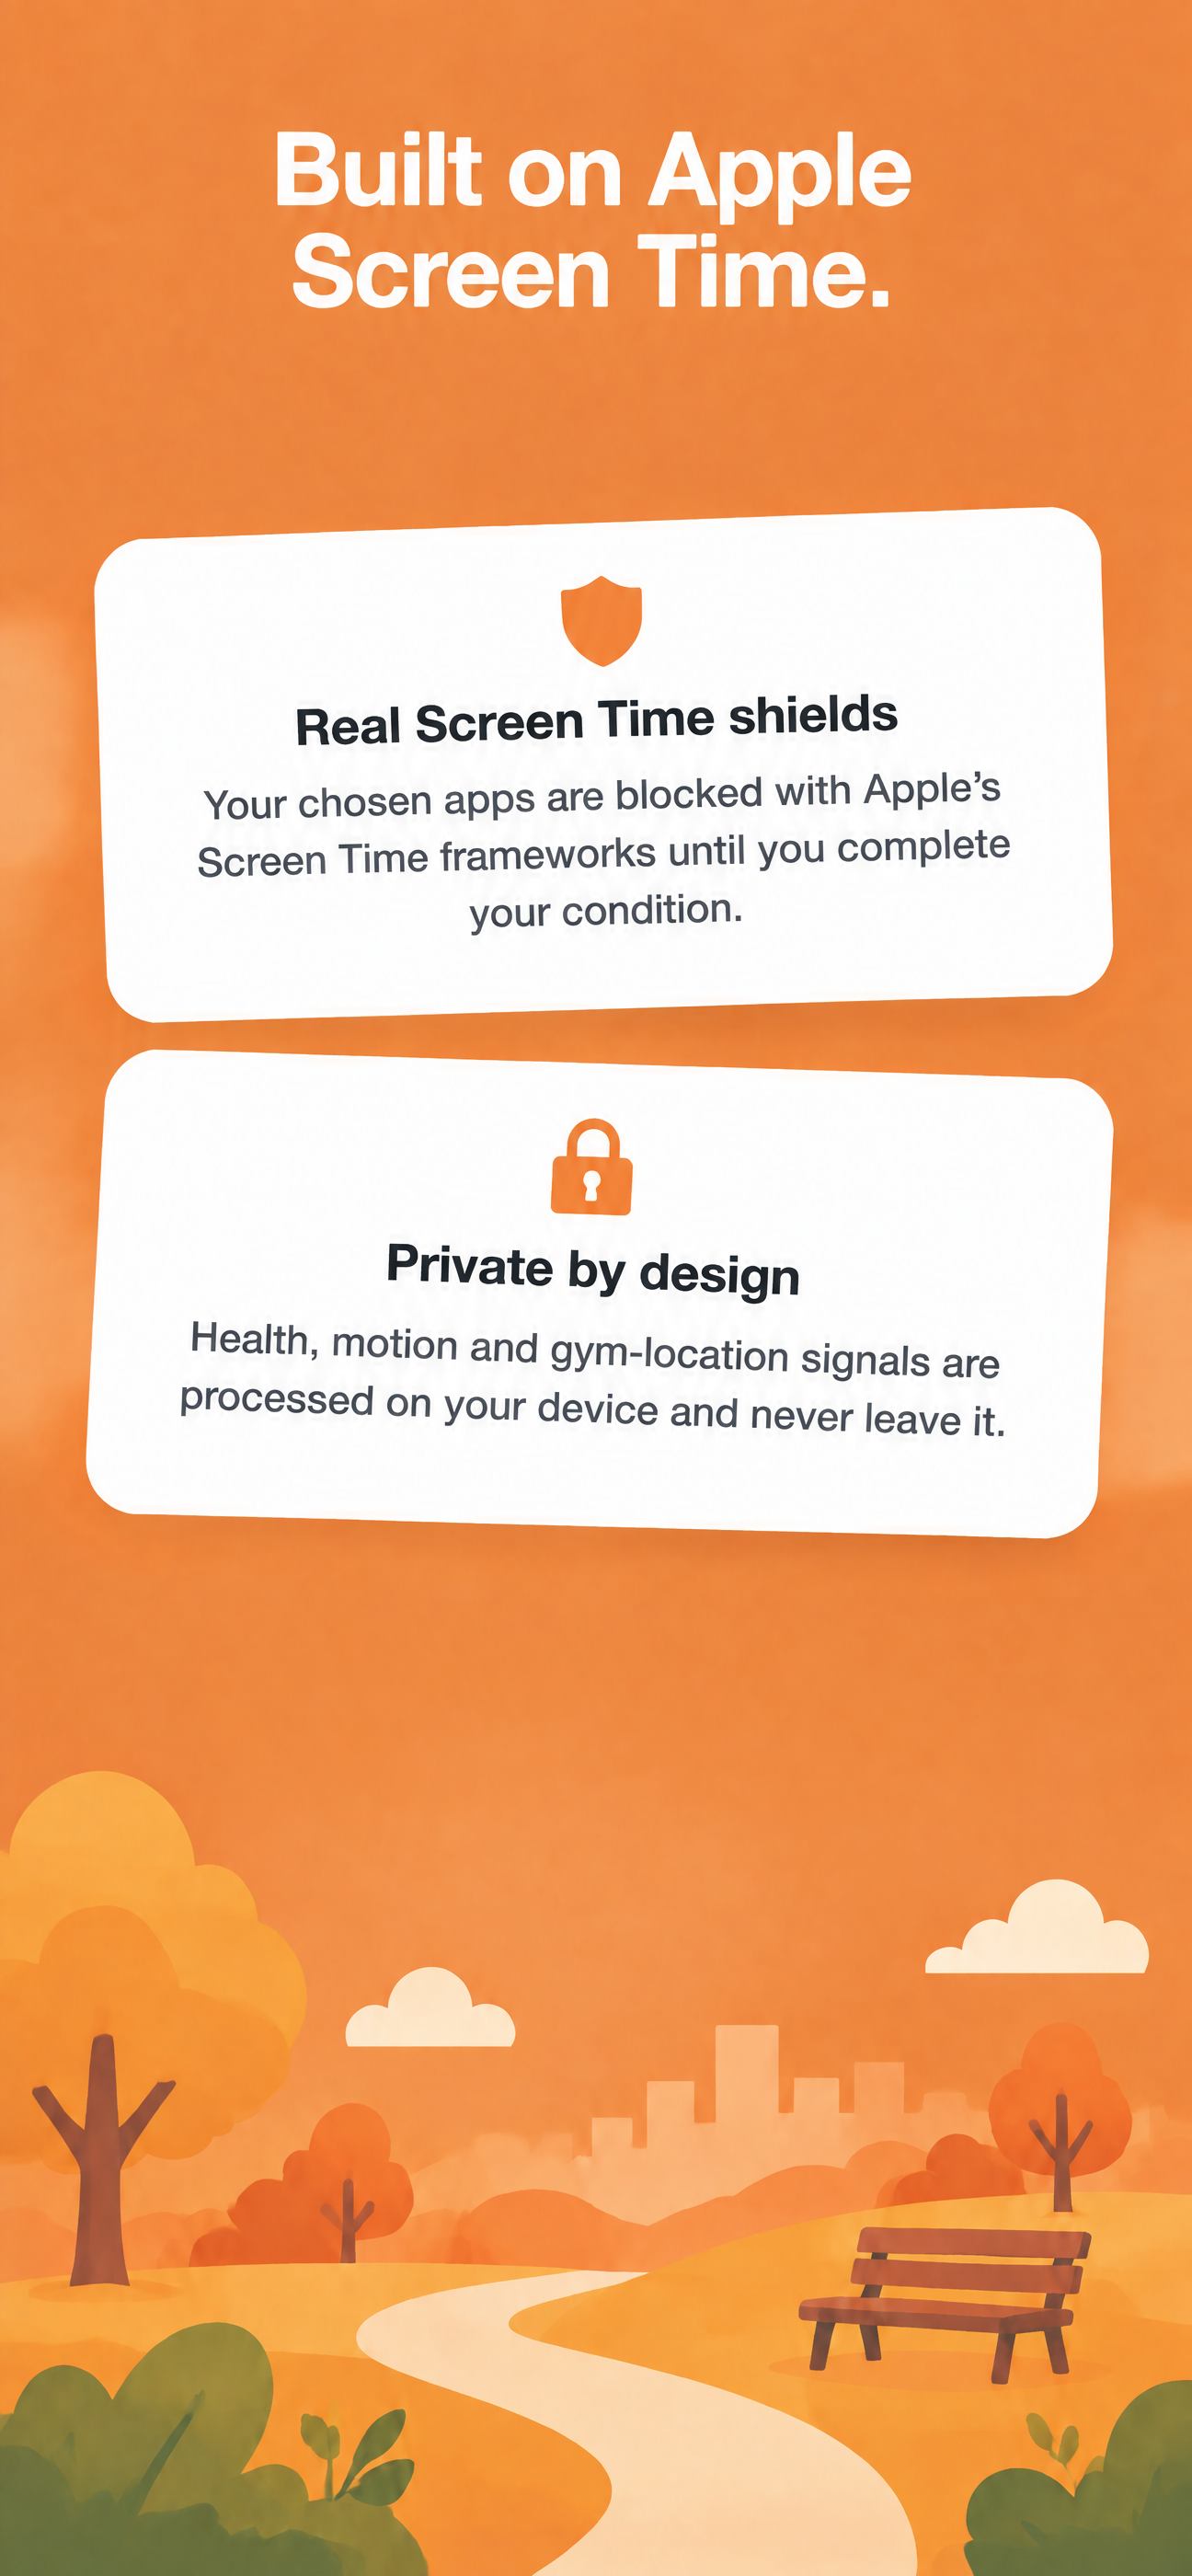 Built on Apple
Screen Time.
Real Screen Time shields
Your chosen apps are blocked with Apple’s
Screen Time frameworks until you complete
your condition.
Private by design
Health, motion and gym-location signals are
processed on your device and never leave it.